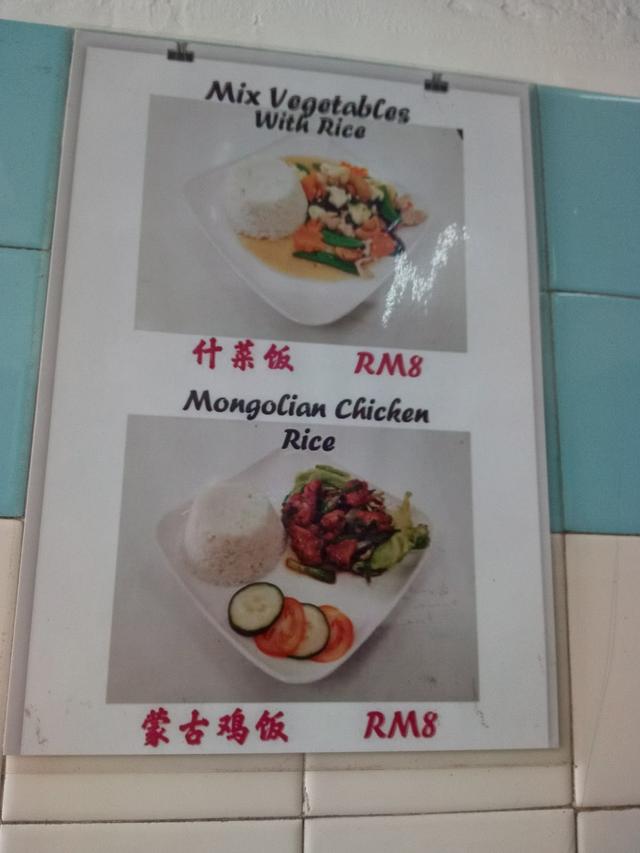 Mix Vegetables
With Rice
什菜饭 RM8
Mongolian Chicken
Rice
蒙古鸡饭 RM8